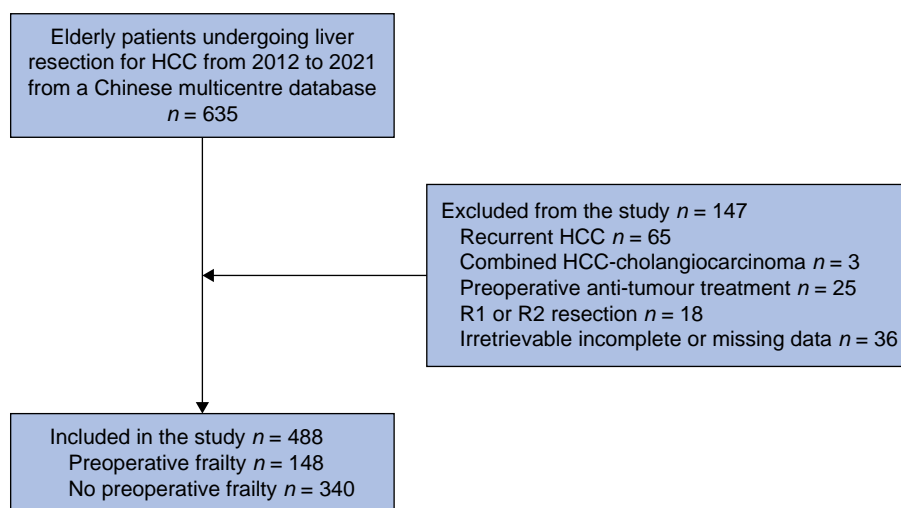 Elderly patients undergoing liver
resection for HCC from 2012 to 2021
from a Chinese multicentre database
n = 635
Excluded from the study n = 147
Recurrent HCC n = 65
Combined HCC-cholangiocarcinoma n = 3
Preoperative anti-tumour treatment n = 25
R1 or R2 resection n = 18
Irretrievable incomplete or missing data n = 36
Included in the study n = 488
Preoperative frailty n = 148
No preoperative frailty n = 340